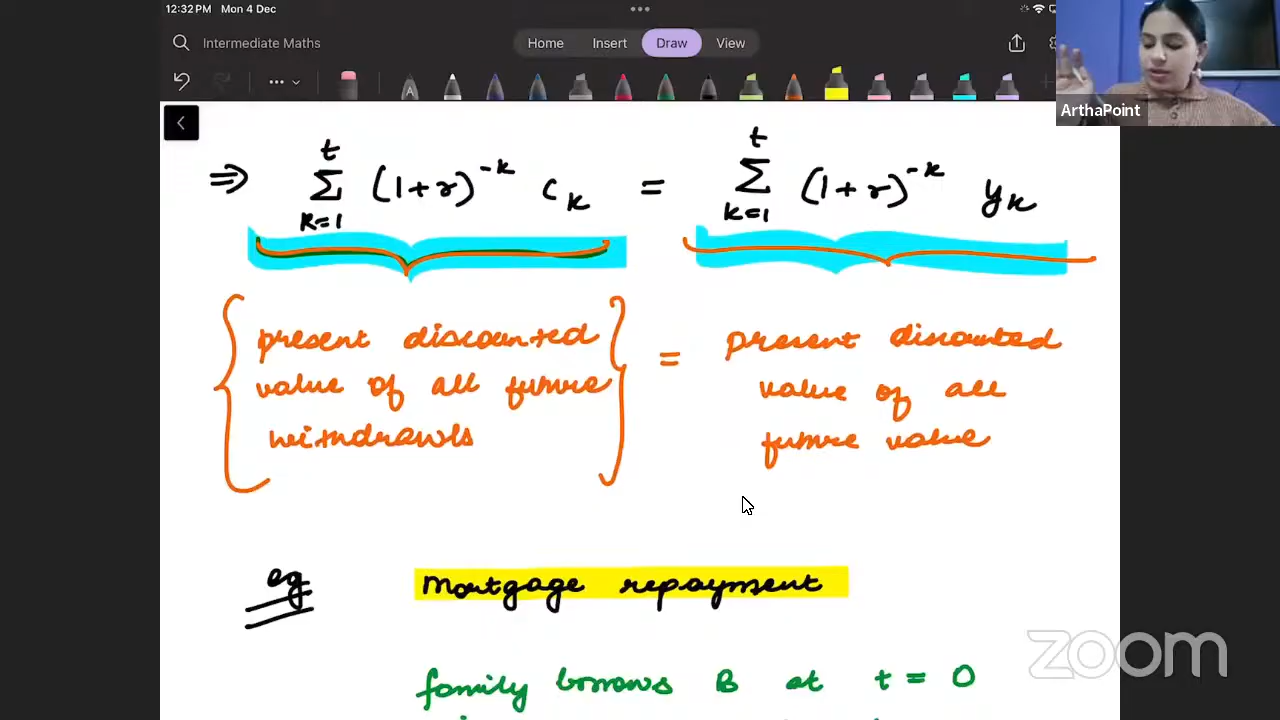 12:32 PM Mon 4 Dec
Intermediate Maths
Home Insert Draw View
ArthaPoint
⇒ t Σ K=1 (1+r)^-k C_k = t Σ k=1 (1+r)^-k y_k
present discounted = present discounted
value of all future value of all
withdrawls future value
eg Mortgage repayment
family borrows B at t = 0
zoom